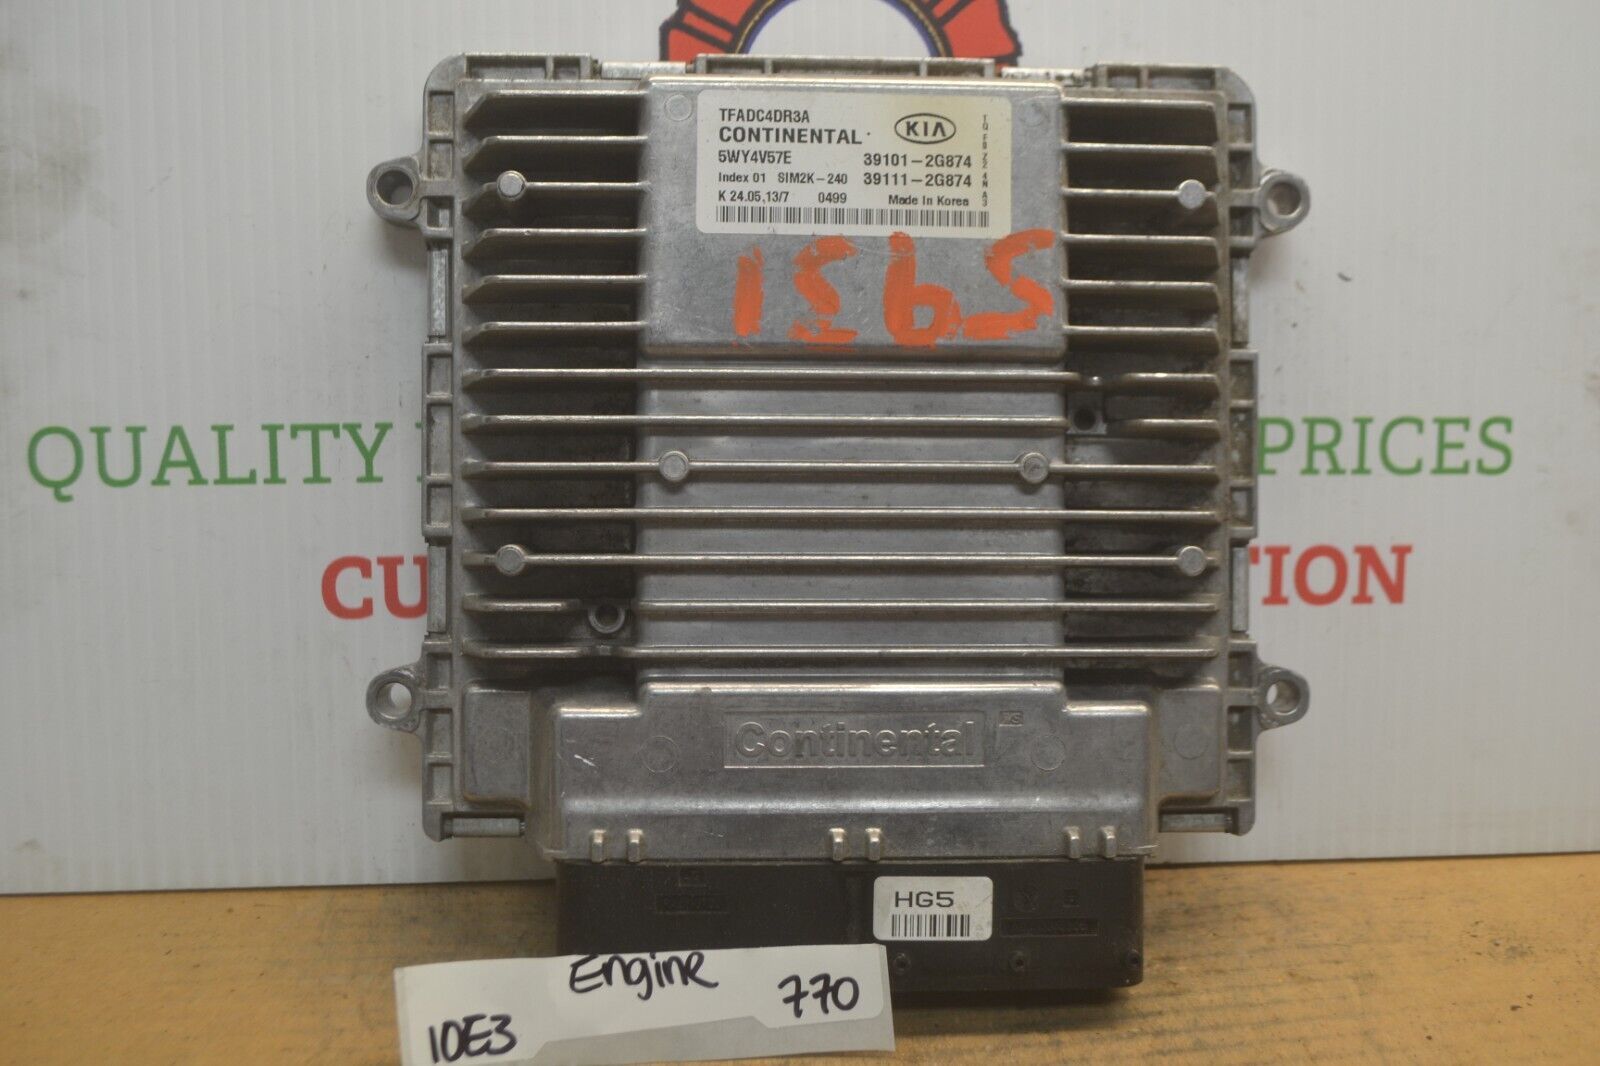 TFADC4DR3A
CONTINENTAL
KIA
5WY4V57E 39101-2G874
Index 01 SIM2K-240 39111-2G874
K 24.05,13/7 0499 Made in Korea
QUALITY PRICES
CU TION
Continental
HG5
Engine
10E3 770